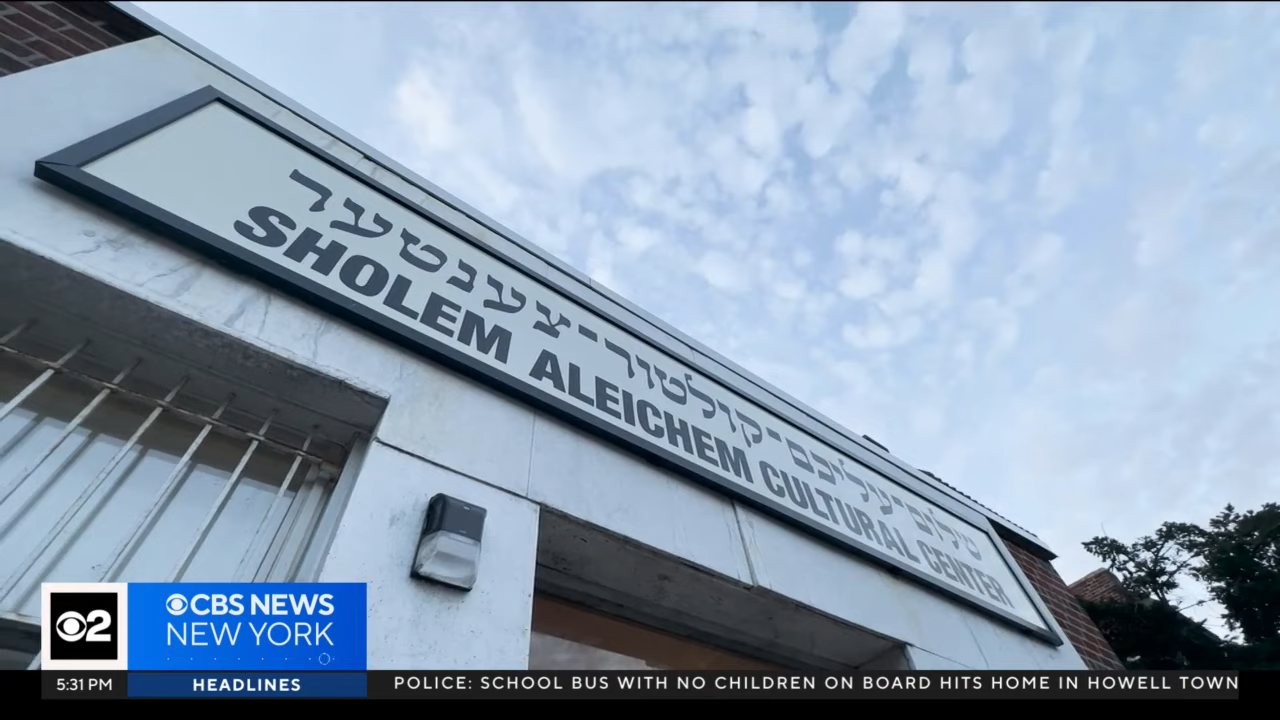 שלום־עליכם־קולטור־צענטער
SHOLEM ALEICHEM CULTURAL CENTER
2
CBS NEWS
NEW YORK
5:31 PM
HEADLINES
POLICE: SCHOOL BUS WITH NO CHILDREN ON BOARD HITS HOME IN HOWELL TOWN